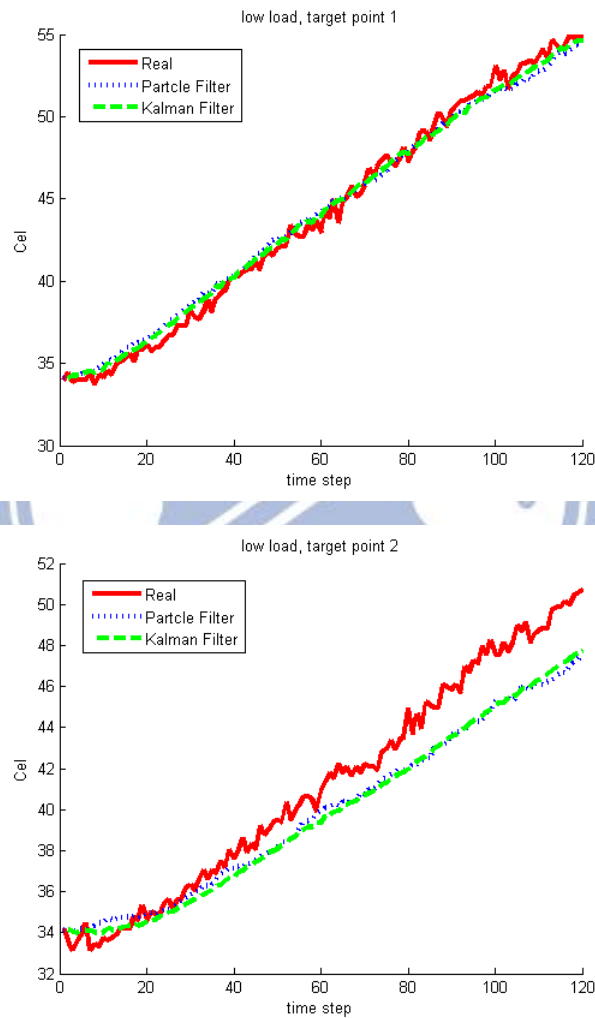 low load, target point 1
55
50
45
40
35
30
Cel
Real
Partcle Filter
Kalman Filter
0 20 40 60 80 100 120
time step
low load, target point 2
52
50
48
46
44
42
40
38
36
34
32
Cel
Real
Partcle Filter
Kalman Filter
0 20 40 60 80 100 120
time step